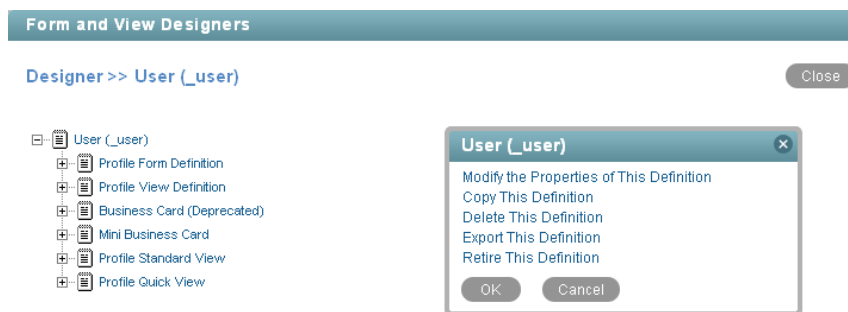 Form and View Designers
Designer >> User (_user)
Close
User (_user)
Profile Form Definition
Profile View Definition
Business Card (Deprecated)
Mini Business Card
Profile Standard View
Profile Quick View
User (_user)
Modify the Properties of This Definition
Copy This Definition
Delete This Definition
Export This Definition
Retire This Definition
OK Cancel